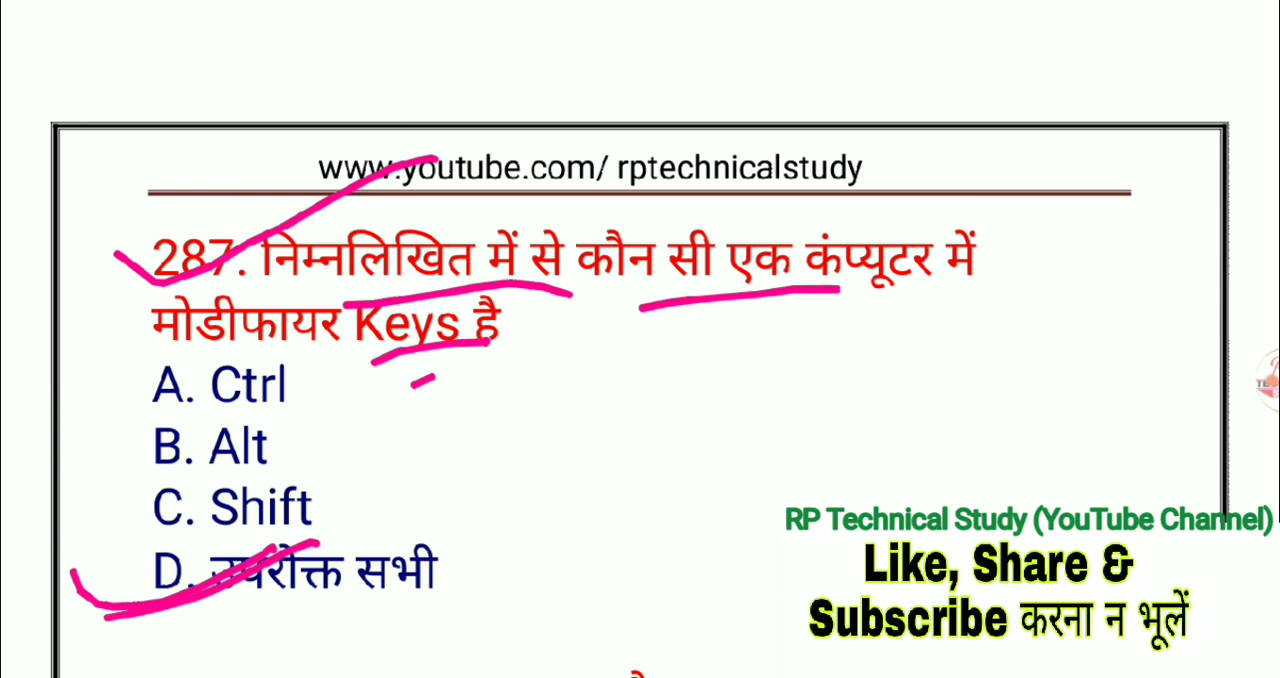 www.youtube.com/ rptechnicalstudy
287. निम्नलिखित में से कौन सी एक कंप्यूटर में
मोडीफायर Keys है
A. Ctrl
B. Alt
C. Shift
D. उपरोक्त सभी
RP Technical Study (YouTube Channel)
Like, Share &
Subscribe करना न भूलें